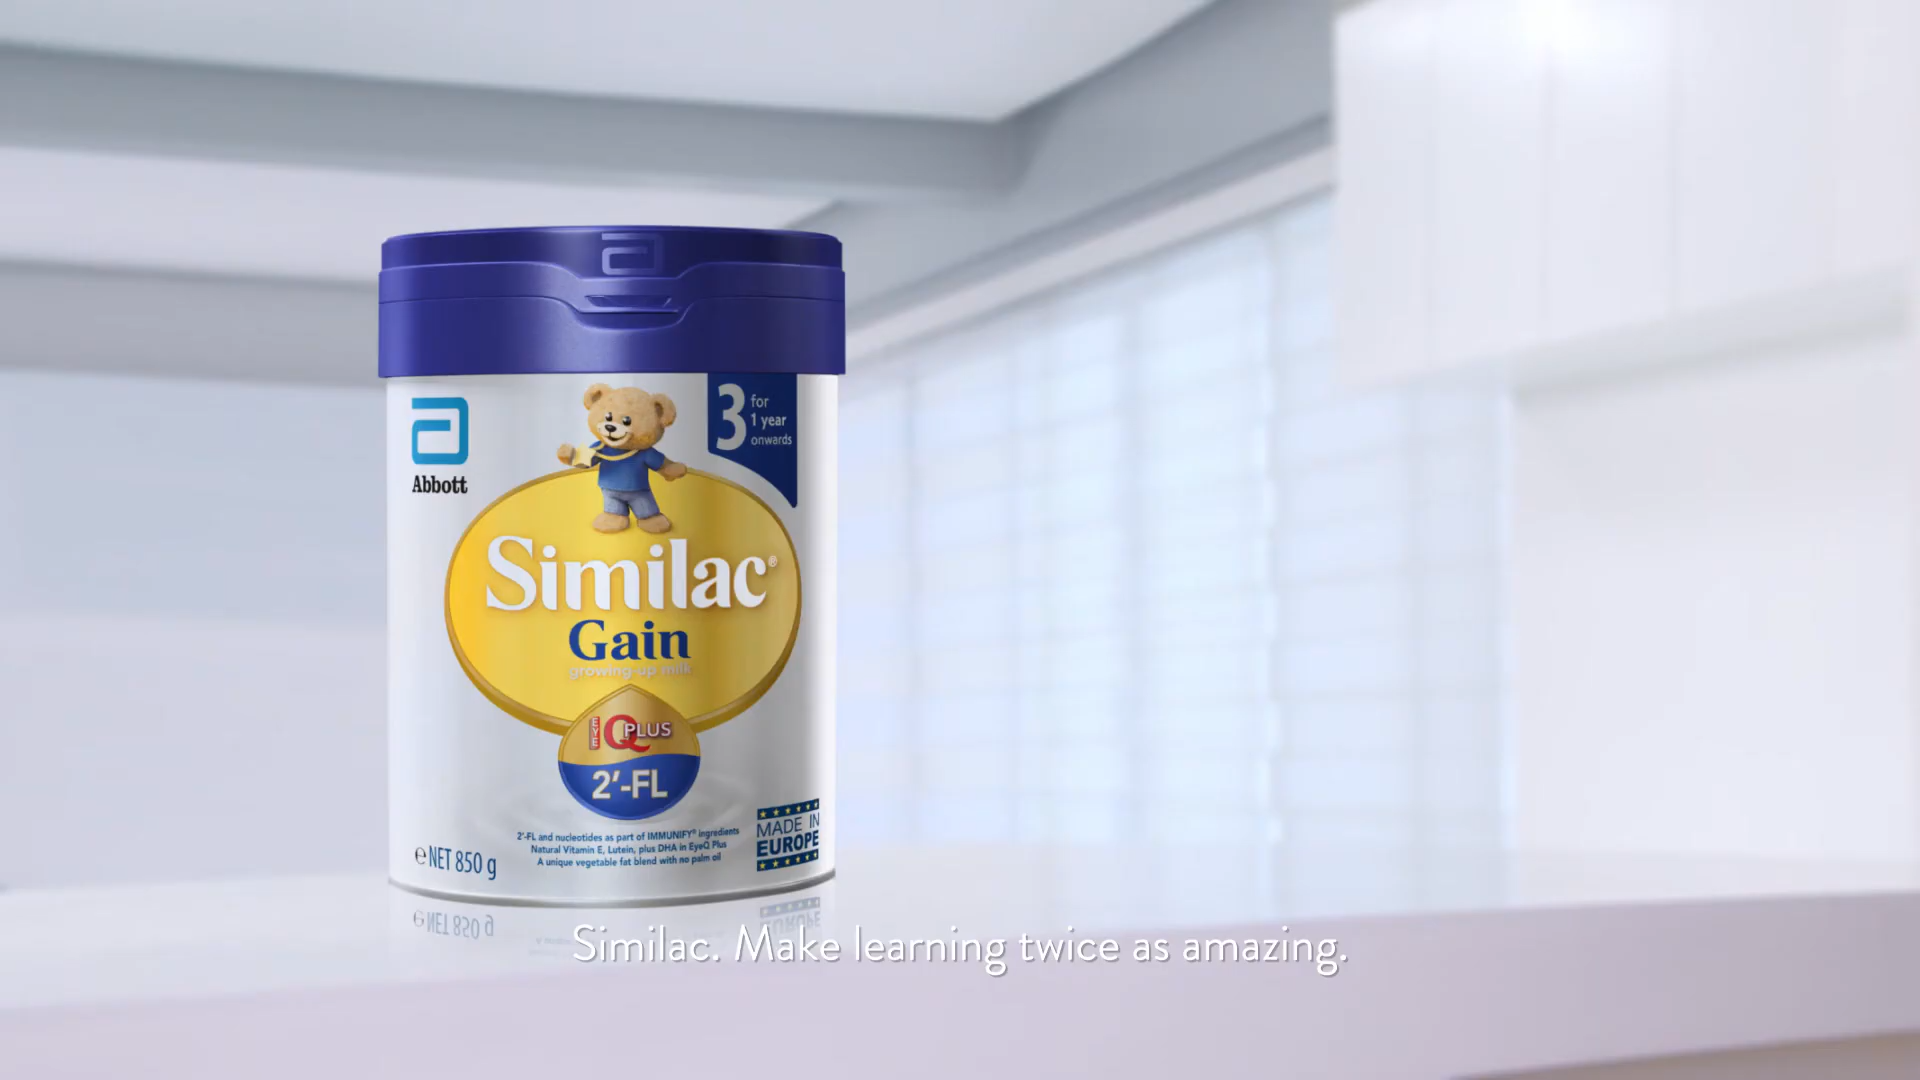 3 for
1 year
onwards
Abbott
Similac®
Gain
growing-up milk
EYE
IQ PLUS
2'-FL
2'-FL and nucleotides as part of IMMUNIFY® ingredients
Natural Vitamin E, Lutein, plus DHA in EyeQ Plus
A unique vegetable fat blend with no palm oil
℮ NET 850 g
MADE IN
EUROPE
Similac. Make learning twice as amazing.